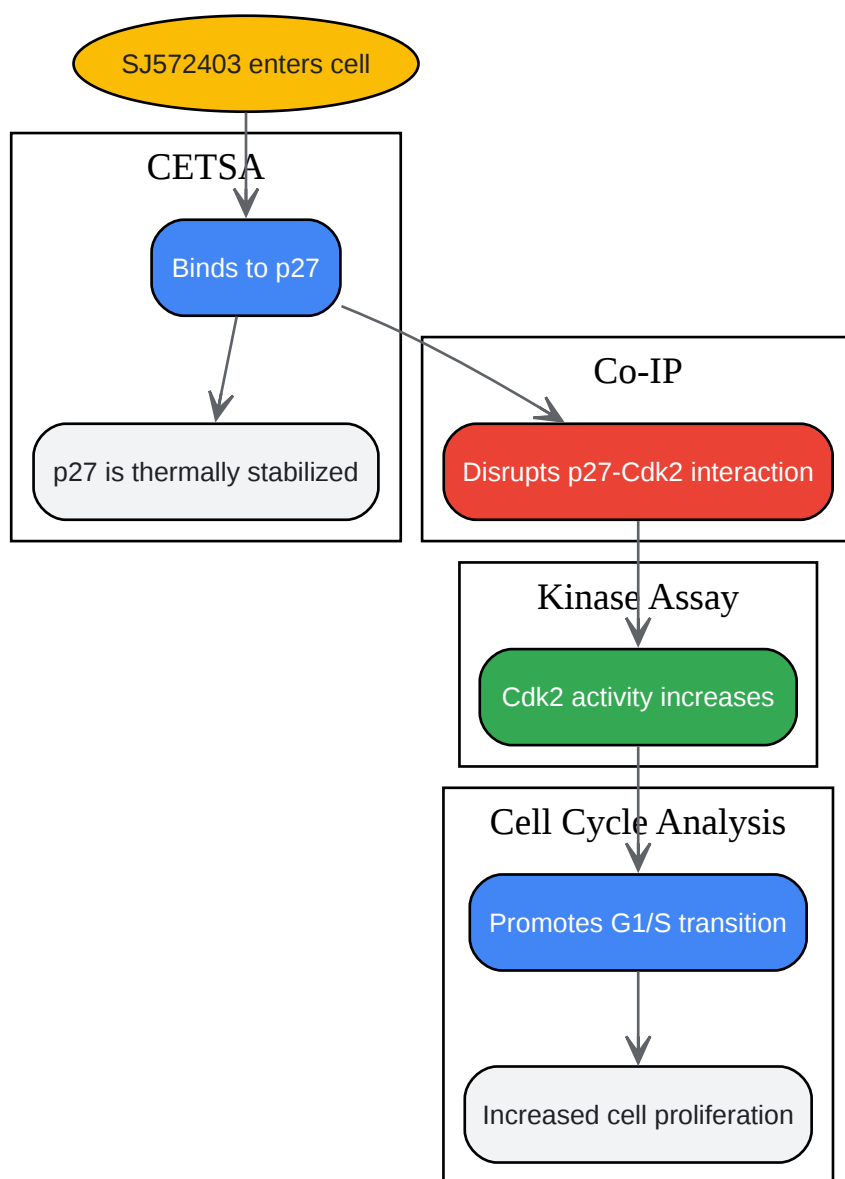 SJ572403 enters cell
CETSA
Binds to p27
p27 is thermally stabilized
Co-IP
Disrupts p27-Cdk2 interaction
Kinase Assay
Cdk2 activity increases
Cell Cycle Analysis
Promotes G1/S transition
Increased cell proliferation